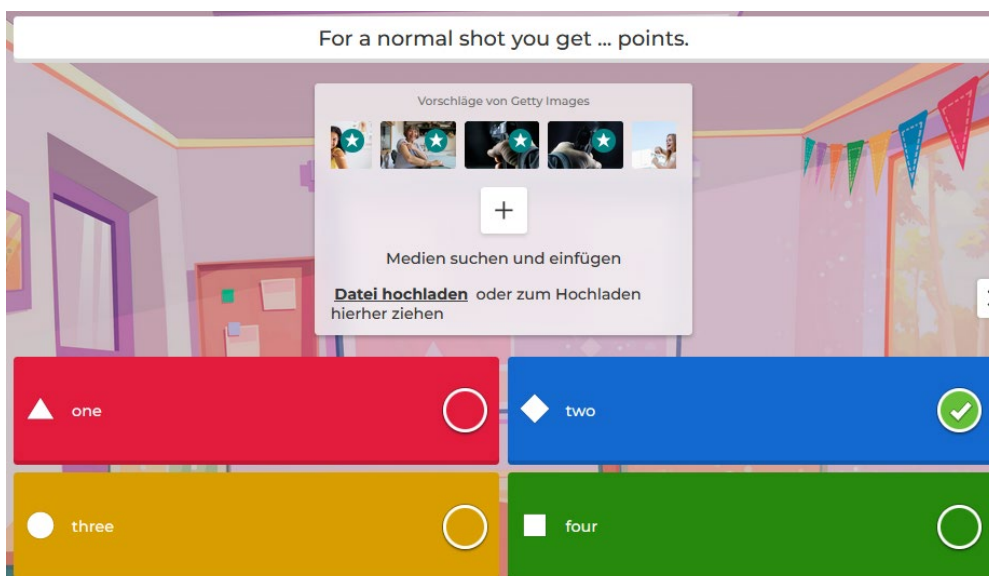 For a normal shot you get ... points.
Vorschläge von Getty Images
Medien suchen und einfügen
Datei hochladen oder zum Hochladen
hierher ziehen
one
two
three
four